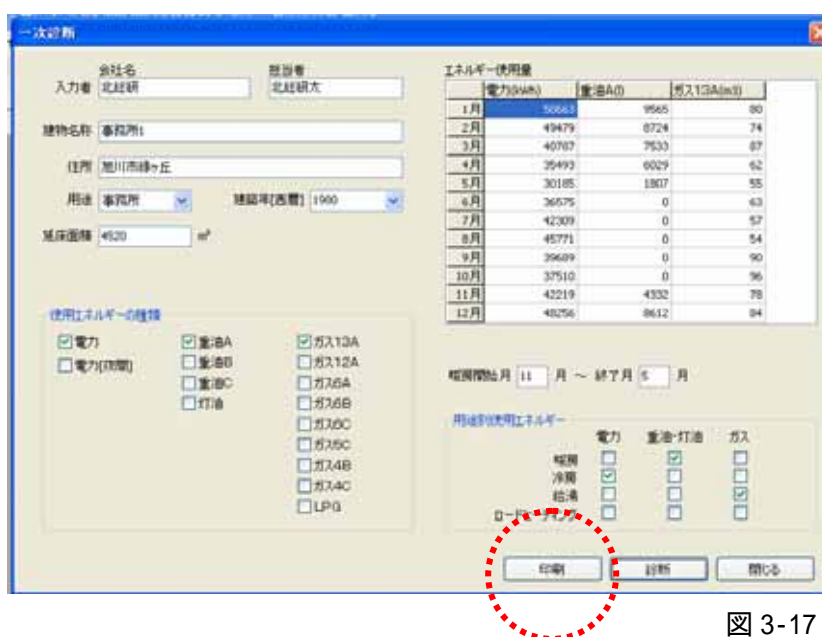 一次診断
会社名 担当者
入力者 北総研 北総研太
建物名称 事務所1
住所 旭川市緑ヶ丘
用途 事務所 建築年[西暦] 1980
延床面積 4520 m²
使用エネルギーの種類
電力 重油A ガス13A
電力[夜間] 重油B ガス12A
重油C ガス6A
灯油 ガス6B
ガス6C
ガス5C
ガス4B
ガス4C
LPG
エネルギー使用量
電力(kWh) 重油A(l) ガス13A(m3)
1月 50663 9565 80
2月 49479 8724 74
3月 40787 7533 87
4月 35493 6029 62
5月 30185 1807 55
6月 36575 0 63
7月 42309 0 57
8月 45771 0 54
9月 39689 0 90
10月 37510 0 96
11月 42219 4332 78
12月 48256 8612 84
暖房開始月 11 月 ~ 終了月 5 月
用途別使用エネルギー
電力 重油・灯油 ガス
暖房
冷房
給湯
ロードヒーティング
印刷 診断 閉じる
図 3-17